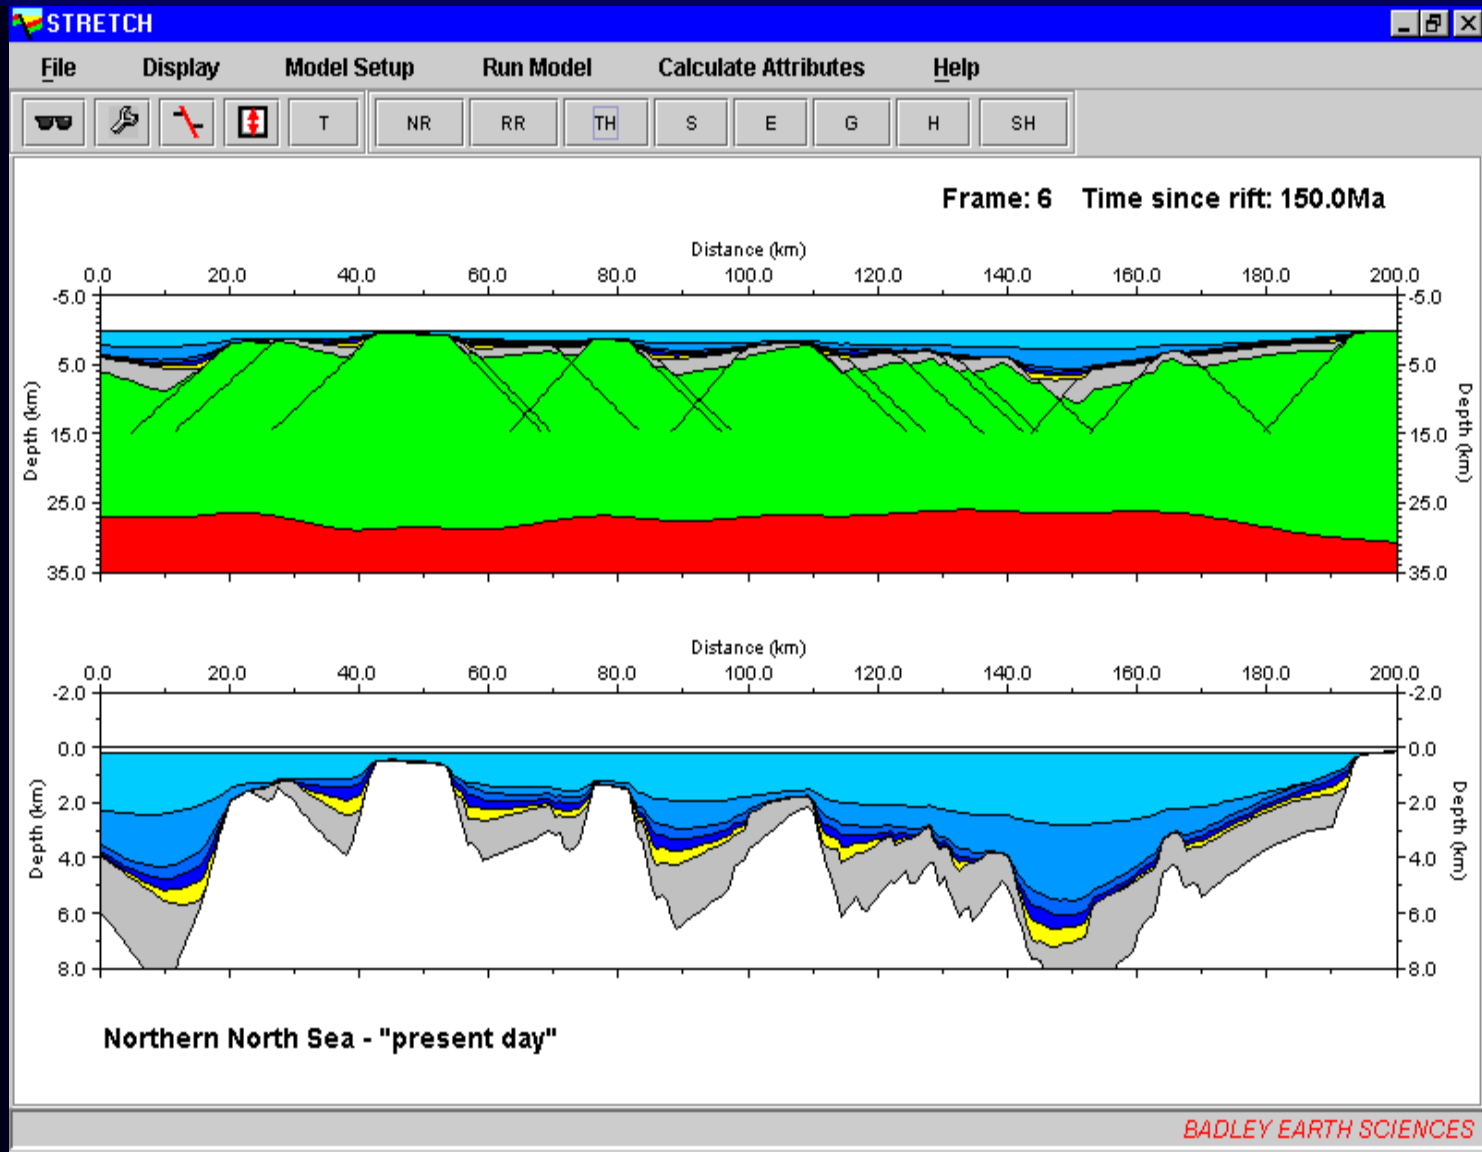 STRETCH
File Display Model Setup Run Model Calculate Attributes Help
T NR RR TH S E G H SH
Frame: 6 Time since rift: 150.0Ma
Distance (km)
0.0 20.0 40.0 60.0 80.0 100.0 120.0 140.0 160.0 180.0 200.0
-5.0 -5.0
5.0 5.0
15.0 15.0
25.0 25.0
35.0 35.0
Depth (km)
Depth (km)
Distance (km)
0.0 20.0 40.0 60.0 80.0 100.0 120.0 140.0 160.0 180.0 200.0
-2.0 -2.0
0.0 0.0
2.0 2.0
4.0 4.0
6.0 6.0
8.0 8.0
Depth (km)
Depth (km)
Northern North Sea - "present day"
BADLEY EARTH SCIENCES